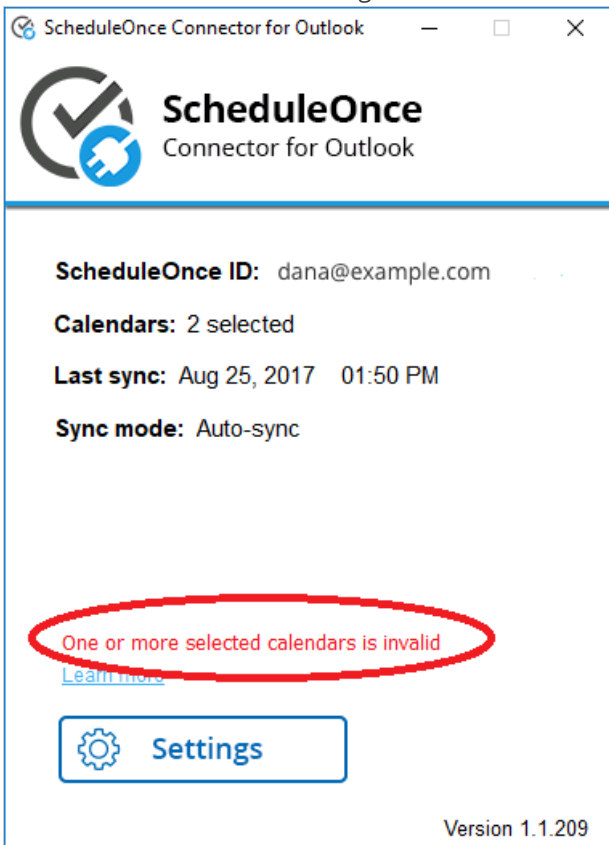 ScheduleOnce Connector for Outlook
ScheduleOnce
Connector for Outlook
ScheduleOnce ID: dana@example.com
Calendars: 2 selected
Last sync: Aug 25, 2017 01:50 PM
Sync mode: Auto-sync
One or more selected calendars is invalid
Learn more
Settings
Version 1.1.209